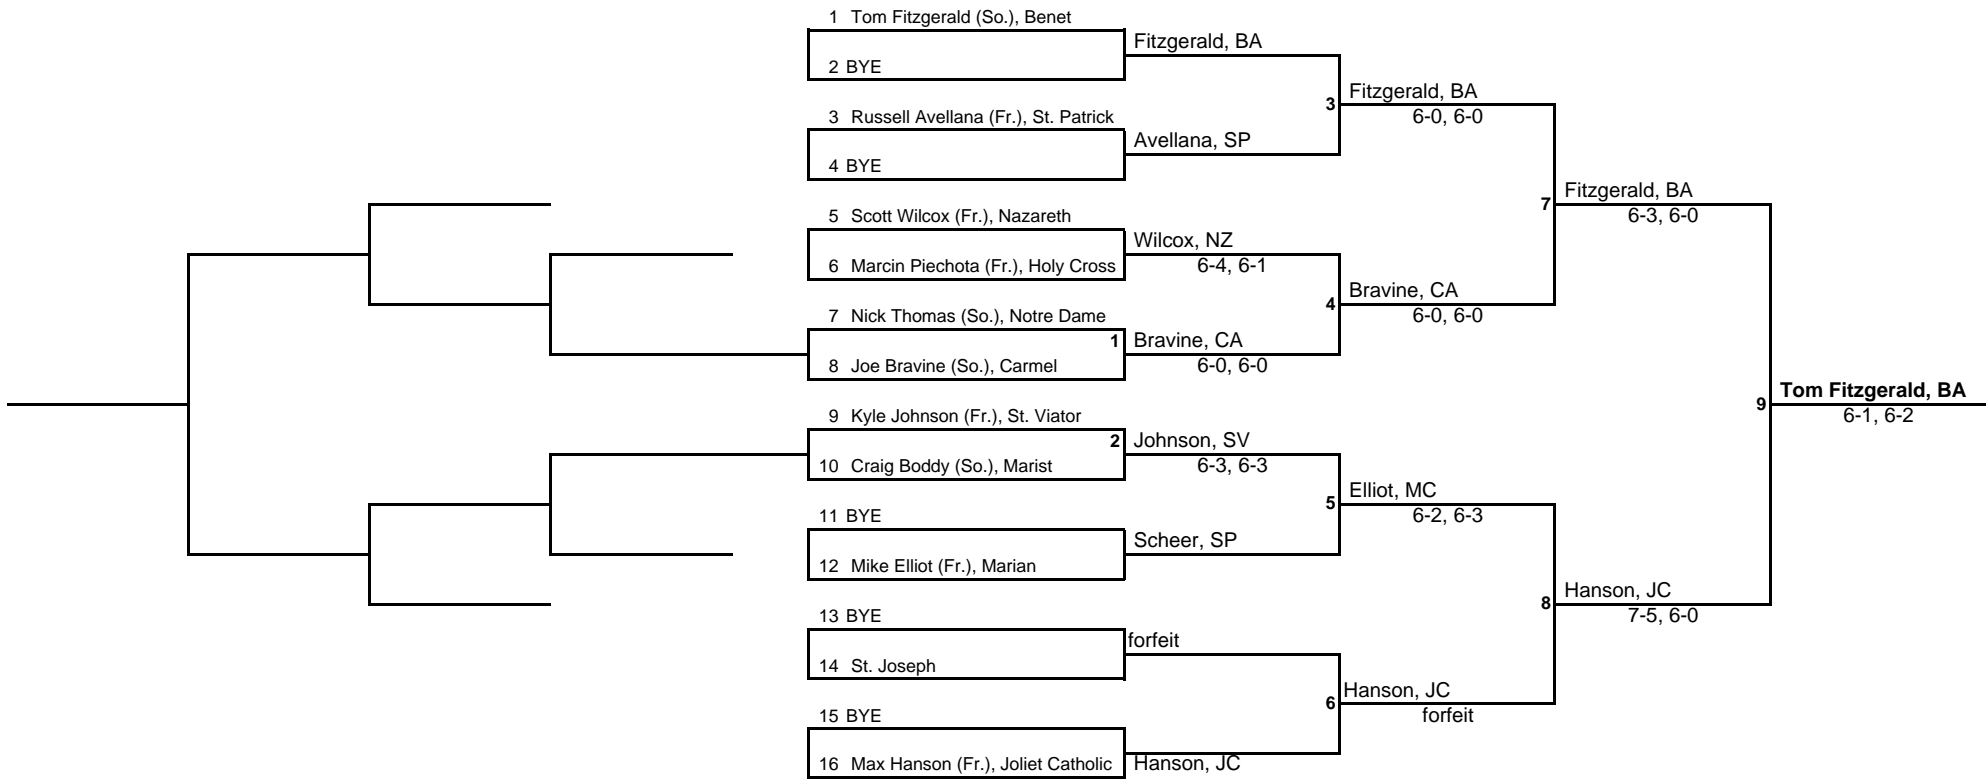 1 Tom Fitzgerald (So.), Benet
2 BYE
3 Russell Avellana (Fr.), St. Patrick
4 BYE
5 Scott Wilcox (Fr.), Nazareth
6 Marcin Piechota (Fr.), Holy Cross
7 Nick Thomas (So.), Notre Dame
1
8 Joe Bravine (So.), Carmel
9 Kyle Johnson (Fr.), St. Viator
2
10 Craig Boddy (So.), Marist
11 BYE
12 Mike Elliot (Fr.), Marian
13 BYE
14 St. Joseph
15 BYE
16 Max Hanson (Fr.), Joliet Catholic
Fitzgerald, BA
3
Avellana, SP
Wilcox, NZ
6-4, 6-1
4
Bravine, CA
6-0, 6-0
Johnson, SV
6-3, 6-3
5
Scheer, SP
forfeit
6
Hanson, JC
Fitzgerald, BA
6-0, 6-0
7
Bravine, CA
6-0, 6-0
Elliot, MC
6-2, 6-3
8
Hanson, JC
forfeit
Fitzgerald, BA
6-3, 6-0
9
Hanson, JC
7-5, 6-0
Tom Fitzgerald, BA
6-1, 6-2